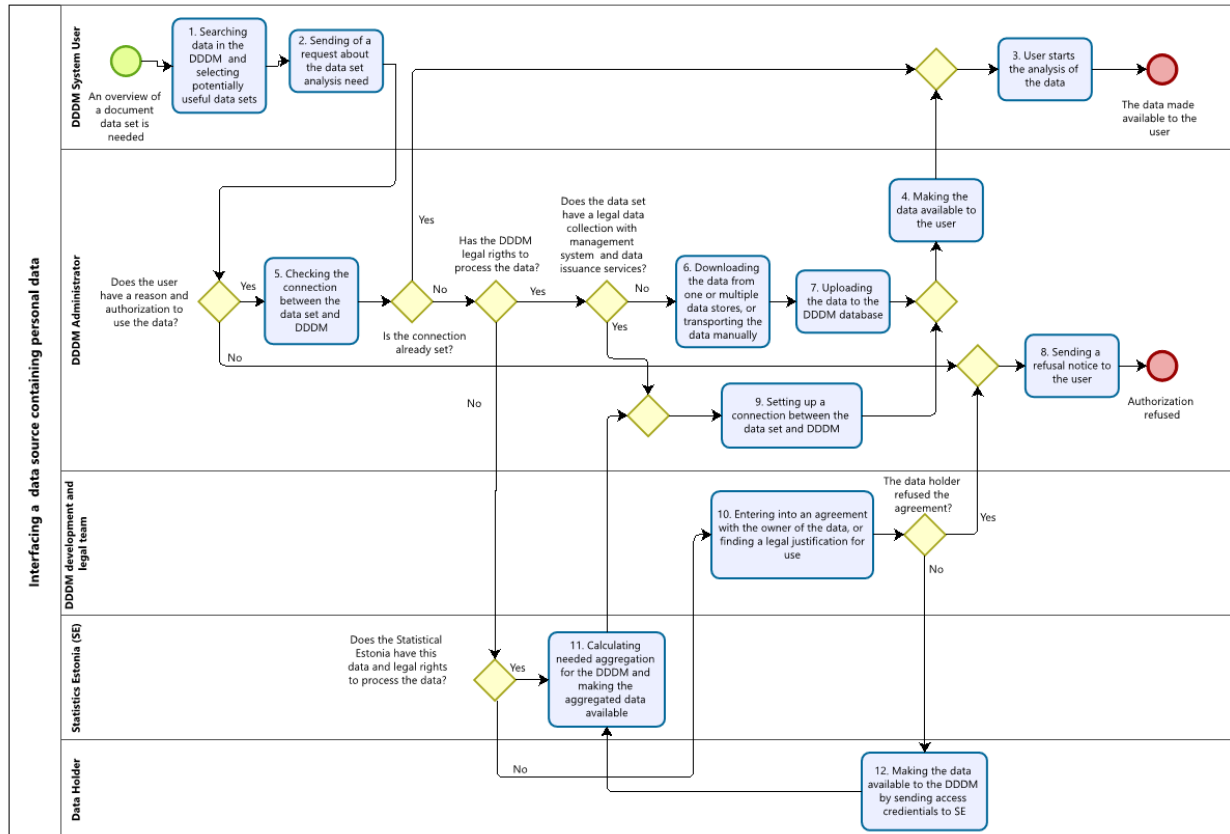 Interfacing a data source containing personal data
DDDM System User
An overview of
a document
data set is
needed
1. Searching
data in the
DDDM and
selecting
potentially
useful data sets
2. Sending of a
request about
the data set
analysis need
3. User starts
the analysis of
the data
The data made
available to the
user
DDDM Administrator
Does the user
have a reason and
authorization to
use the data?
Yes
No
5. Checking the
connection
between the
data set and
DDDM
Yes
No
Is the connection
already set?
Has the DDDM
legal rigths to
process the data?
Yes
No
Does the data set
have a legal data
collection with
management
system and data
issuance services?
No
Yes
6. Downloading
the data from
one or multiple
data stores, or
transporting the
data manually
7. Uploading
the data to the
DDDM database
4. Making the
data available to
the user
9. Setting up a
connection between the
data set and DDDM
8. Sending a
refusal notice to
the user
Authorization
refused
DDDM development and
legal team
10. Entering into an agreement
with the owner of the data, or
finding a legal justification for
use
The data holder
refused the
agreement?
Yes
No
Statistics Estonia (SE)
Does the Statistical
Estonia have this
data and legal rights
to process the data?
Yes
No
11. Calculating
needed aggregation
for the DDDM and
making the
aggregated data
available
Data Holder
12. Making the data
available to the DDDM
by sending access
credentials to SE